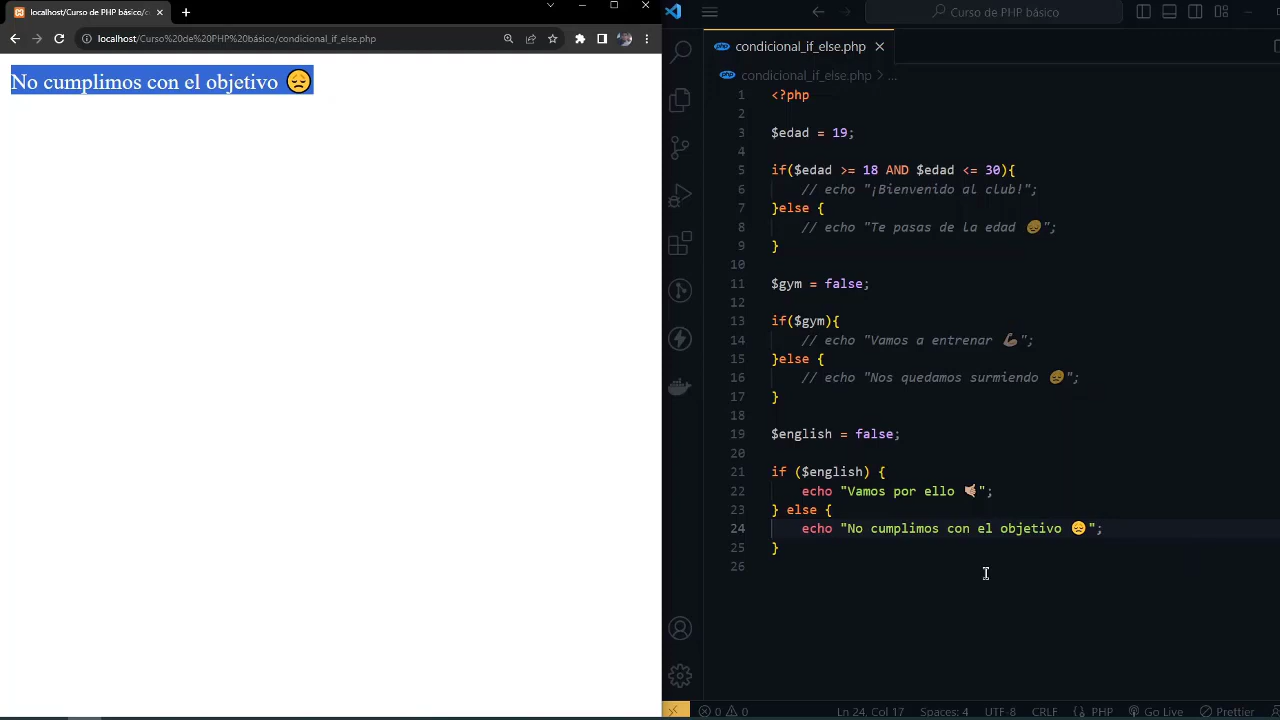 localhost/Curso de PHP básico/co
localhost/Curso%20de%20PHP%20básico/condicional_if_else.php
No cumplimos con el objetivo 😔
Curso de PHP básico
php condicional_if_else.php
php condicional_if_else.php > ...
1 <?php
2
3 $edad = 19;
4
5 if($edad >= 18 AND $edad <= 30){
6 // echo "¡Bienvenido al club!";
7 }else {
8 // echo "Te pasas de la edad 😔";
9 }
10
11 $gym = false;
12
13 if($gym){
14 // echo "Vamos a entrenar 💪🏽";
15 }else {
16 // echo "Nos quedamos surmiendo 😔";
17 }
18
19 $english = false;
20
21 if ($english) {
22 echo "Vamos por ello 🤙🏼";
23 } else {
24 echo "No cumplimos con el objetivo 😔";
25 }
26
0 0 Ln 24, Col 17 Spaces: 4 UTF-8 CRLF {} PHP Go Live Prettier